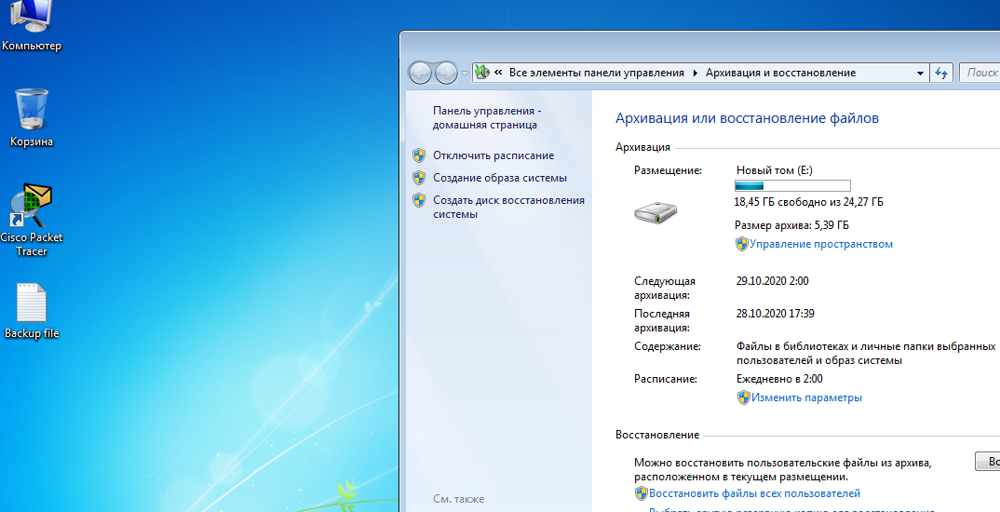 Компьютер
Корзина
Cisco Packet
Tracer
Backup file
« Все элементы панели управления ▸ Архивация и восстановление
Поиск
Панель управления -
домашняя страница
Отключить расписание
Создание образа системы
Создать диск восстановления
системы
См. также
Архивация или восстановление файлов
Архивация
Размещение:
Новый том (E:)
18,45 ГБ свободно из 24,27 ГБ
Размер архива: 5,39 ГБ
Управление пространством
Следующая
архивация:
29.10.2020 2:00
Последняя
архивация:
28.10.2020 17:39
Содержание:
Файлы в библиотеках и личные папки выбранных
пользователей и образ системы
Расписание:
Ежедневно в 2:00
Изменить параметры
Восстановление
Можно восстановить пользовательские файлы из архива,
расположенном в текущем размещении.
Во
Восстановить файлы всех пользователей